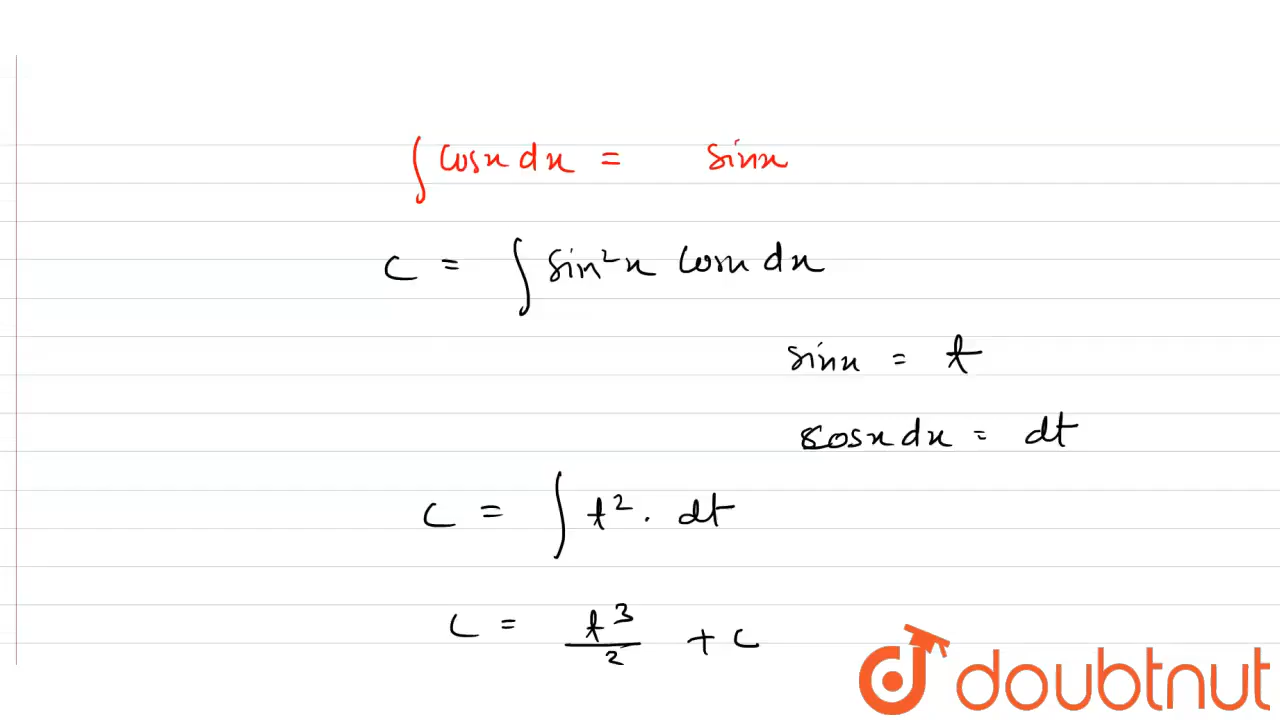 ∫ cosx dx = sinx
C = ∫ sin²x cosx dx
sinx = t
cosx dx = dt
C = ∫ t² . dt
C = t³/2 + C
doubtnut